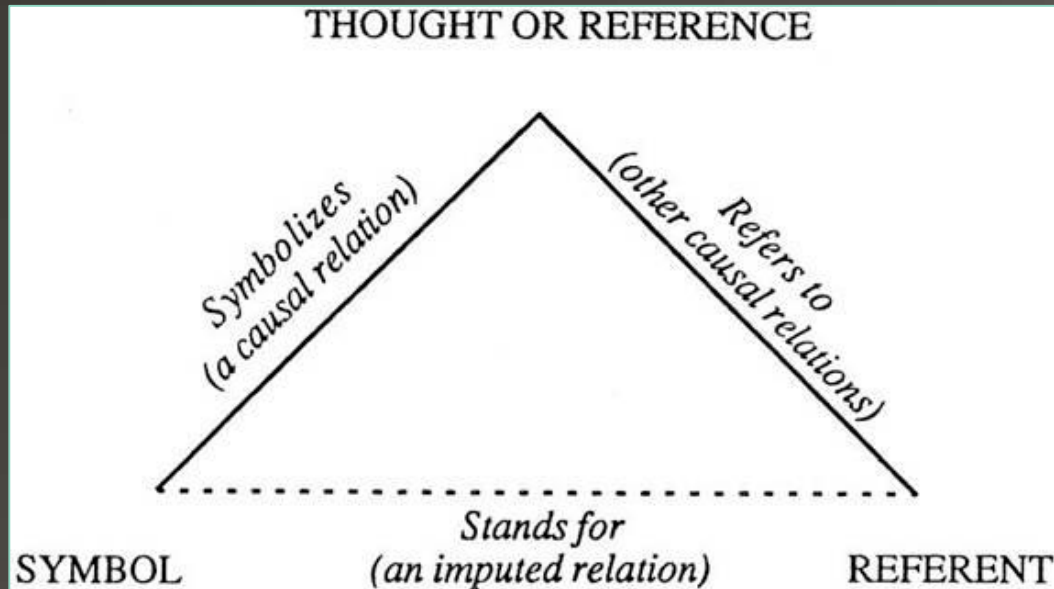 THOUGHT OR REFERENCE
Symbolizes
(a causal relation)
Refers to
(other causal relations)
Stands for
(an imputed relation)
SYMBOL
REFERENT